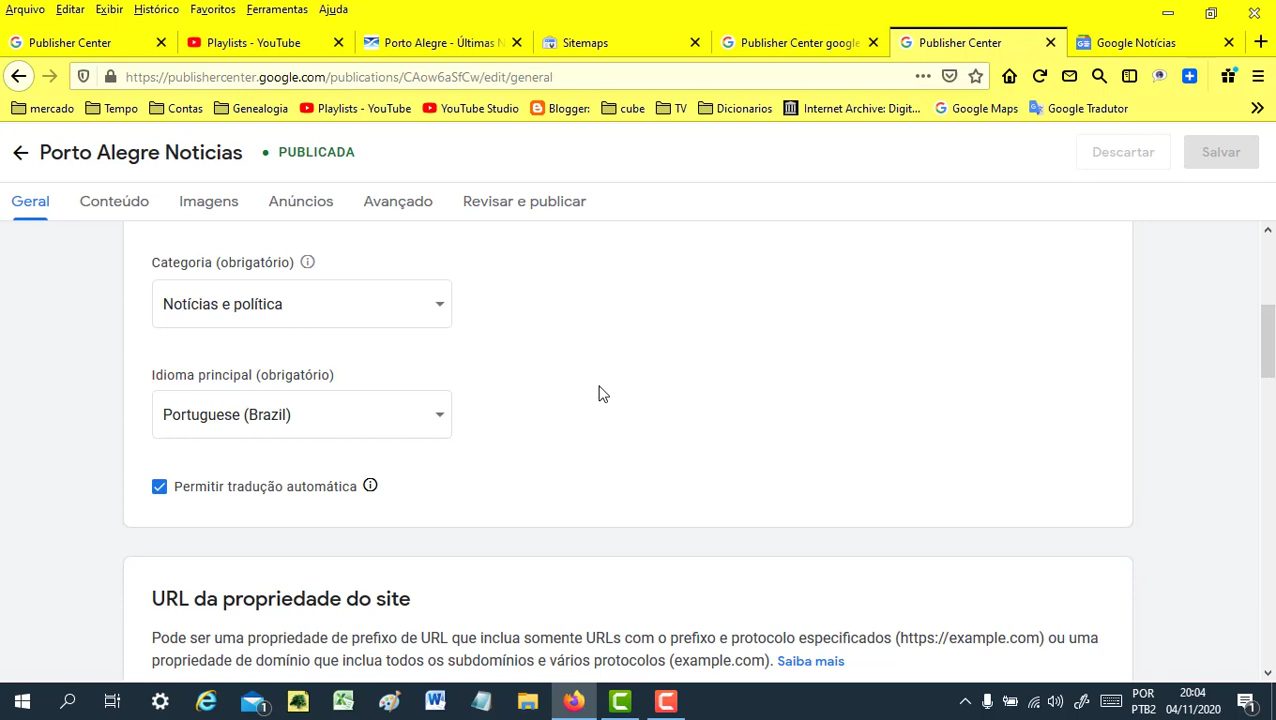 Arquivo Editar Exibir Histórico Favoritos Ferramentas Ajuda
Publisher Center
Playlists - YouTube
Porto Alegre - Últimas N
Sitemaps
Publisher Center google
Publisher Center
Google Notícias
https://publishercenter.google.com/publications/CAow6aSfCw/edit/general
mercado Tempo Contas Genealogia Playlists - YouTube YouTube Studio Blogger: cube TV Dicionarios Internet Archive: Digit... Google Maps Google Tradutor
Porto Alegre Noticias • PUBLICADA Descartar Salvar
Geral Conteúdo Imagens Anúncios Avançado Revisar e publicar
Categoria (obrigatório)
Notícias e política
Idioma principal (obrigatório)
Portuguese (Brazil)
Permitir tradução automática
URL da propriedade do site
Pode ser uma propriedade de prefixo de URL que inclua somente URLs com o prefixo e protocolo especificados (https://example.com) ou uma
propriedade de domínio que inclua todos os subdomínios e vários protocolos (example.com). Saiba mais
POR 20:04
PTB2 04/11/2020